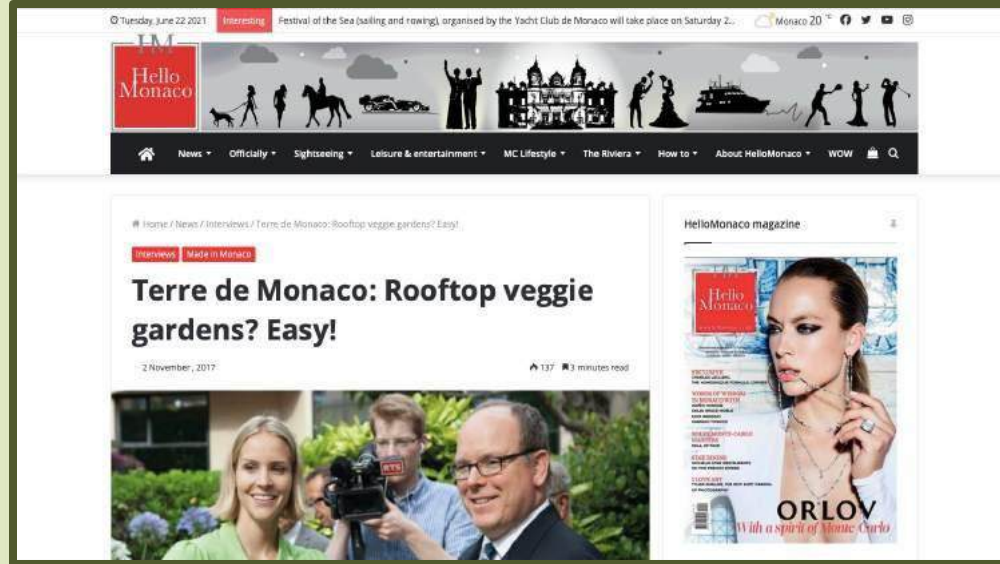 Tuesday, June 22 2021
Interesting
Festival of the Sea (sailing and rowing), organised by the Yacht Club de Monaco will take place on Saturday 2...
Monaco 20 °C
HM
Hello
Monaco
News
Officially
Sightseeing
Leisure & entertainment
MC Lifestyle
The Riviera
How to
About HelloMonaco
WOW
Home / News / Interviews / Terre de Monaco: Rooftop veggie gardens? Easy!
Interviews
Made in Monaco
Terre de Monaco: Rooftop veggie
gardens? Easy!
2 November, 2017
137
3 minutes read
RTS
HelloMonaco magazine
Hello
Monaco
EXCLUSIVE
ORLOV
With a spirit of Monte-Carlo